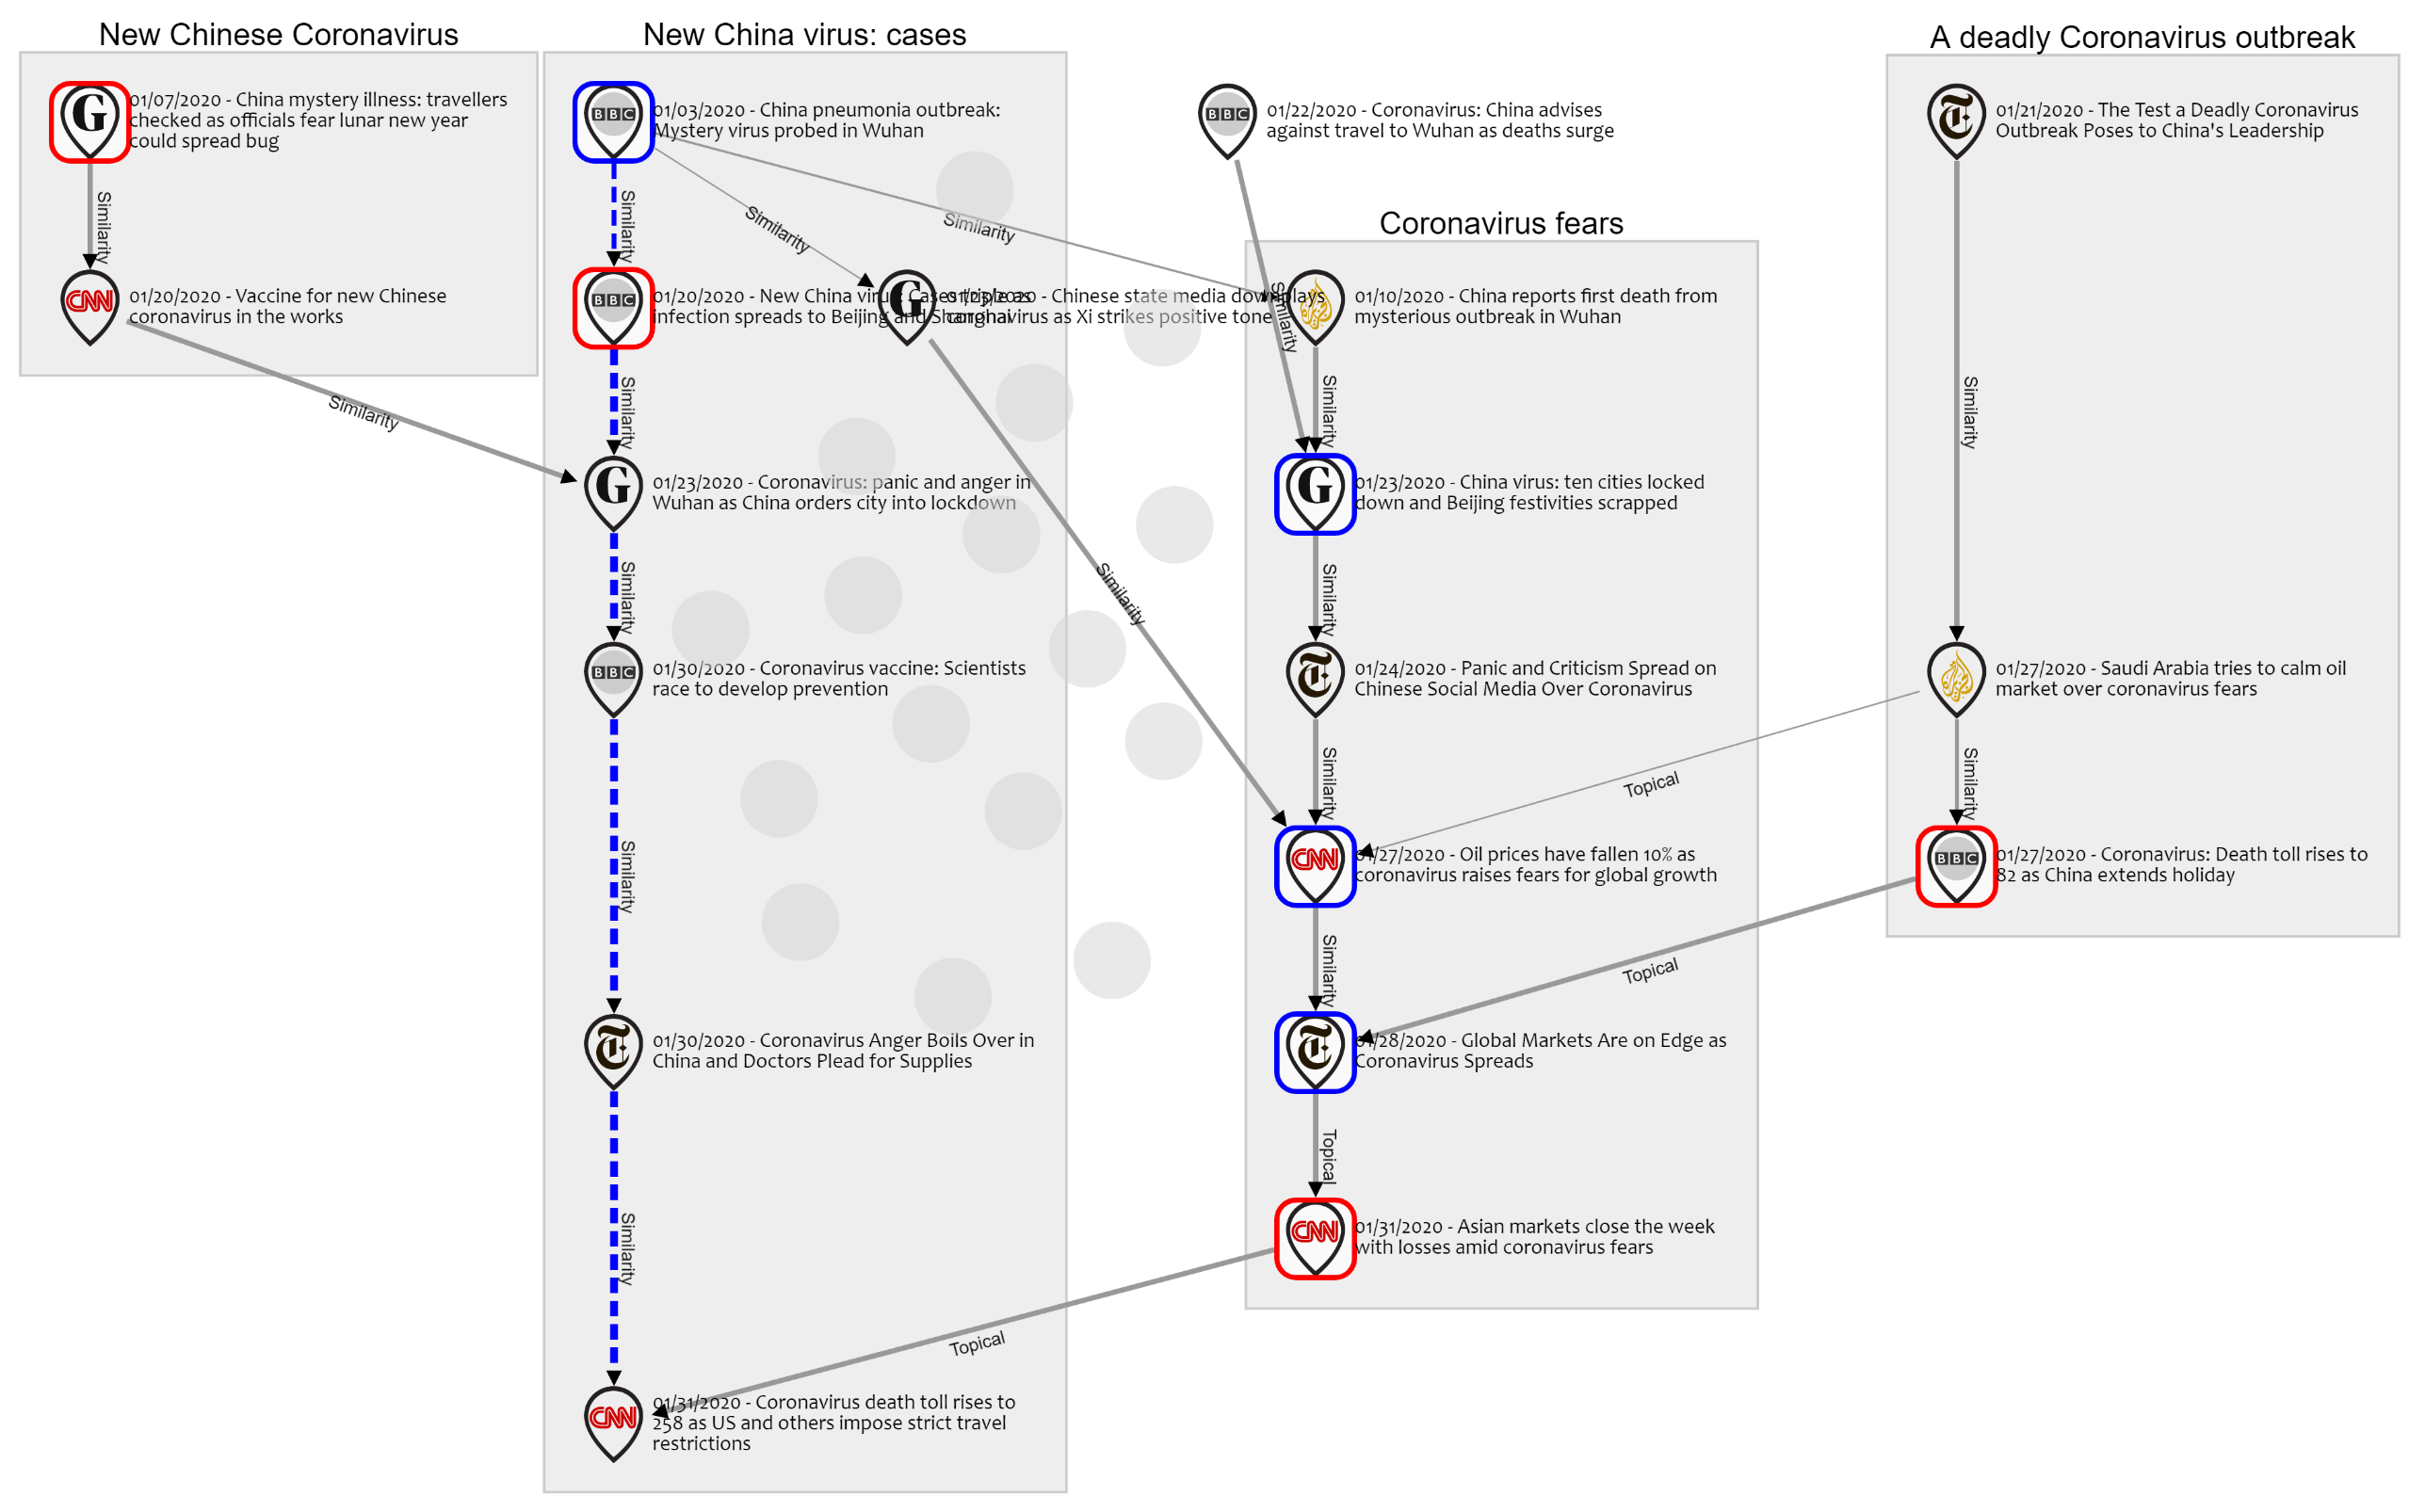 New Chinese Coronavirus
G
01/07/2020 - China mystery illness: travellers
checked as officials fear lunar new year
could spread bug
Similarity
CNN
01/20/2020 - Vaccine for new Chinese
coronavirus in the works
Similarity
New China virus: cases
BBC
01/03/2020 - China pneumonia outbreak:
Mystery virus probed in Wuhan
Similarity
Similarity
Similarity
BBC
01/20/2020 - New China virus: Cases triple as
infection spreads to Beijing and Shanghai
G
01/23/2020 - Chinese state media downplays
coronavirus as Xi strikes positive tone
Similarity
Similarity
G
01/23/2020 - Coronavirus: panic and anger in
Wuhan as China orders city into lockdown
Similarity
BBC
01/30/2020 - Coronavirus vaccine: Scientists
race to develop prevention
Similarity
T
01/30/2020 - Coronavirus Anger Boils Over in
China and Doctors Plead for Supplies
Similarity
CNN
01/31/2020 - Coronavirus death toll rises to
258 as US and others impose strict travel
restrictions
BBC
01/22/2020 - Coronavirus: China advises
against travel to Wuhan as deaths surge
Similarity
Coronavirus fears
01/10/2020 - China reports first death from
mysterious outbreak in Wuhan
Similarity
G
01/23/2020 - China virus: ten cities locked
down and Beijing festivities scrapped
Similarity
T
01/24/2020 - Panic and Criticism Spread on
Chinese Social Media Over Coronavirus
Similarity
CNN
01/27/2020 - Oil prices have fallen 10% as
coronavirus raises fears for global growth
Similarity
T
01/28/2020 - Global Markets Are on Edge as
Coronavirus Spreads
Topical
CNN
01/31/2020 - Asian markets close the week
with losses amid coronavirus fears
Topical
A deadly Coronavirus outbreak
T
01/21/2020 - The Test a Deadly Coronavirus
Outbreak Poses to China's Leadership
Similarity
01/27/2020 - Saudi Arabia tries to calm oil
market over coronavirus fears
Topical
Similarity
BBC
01/27/2020 - Coronavirus: Death toll rises to
82 as China extends holiday
Topical